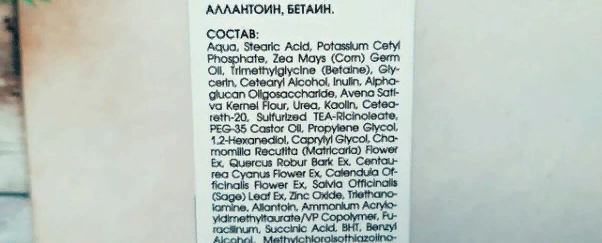 АЛЛАНТОИН, БЕТАИН.
СОСТАВ:
Aqua, Stearic Acid, Potassium Cetyl
Phosphate, Zea Mays (Corn) Germ
Oil, Trimethylglycine (Betaine), Gly-
cerin, Cetearyl Alcohol, Inulin, Alpha-
glucan Oligosaccharide, Avena Sati-
va Kernel Flour, Urea, Kaolin, Cetea-
reth-20, Sulfurized TEA-Ricinoleate,
PEG-35 Castor Oil, Propylene Glycol,
1,2-Hexanediol, Caprylyl Glycol, Cha-
momilla Recutita (Matricaria) Flower
Ex, Quercus Robur Bark Ex, Centau-
rea Cyanus Flower Ex, Calendula Of-
ficinalis Flower Ex, Salvia Officinalis
(Sage) Leaf Ex, Zinc Oxide, Triethano-
lamine, Allantoin, Ammonium Acrylo-
yldimethyltaurate/VP Copolymer, Fu-
racilinum, Succinic Acid, BHT, Benzyl
Alcohol, Methylchloroisothiazolino-